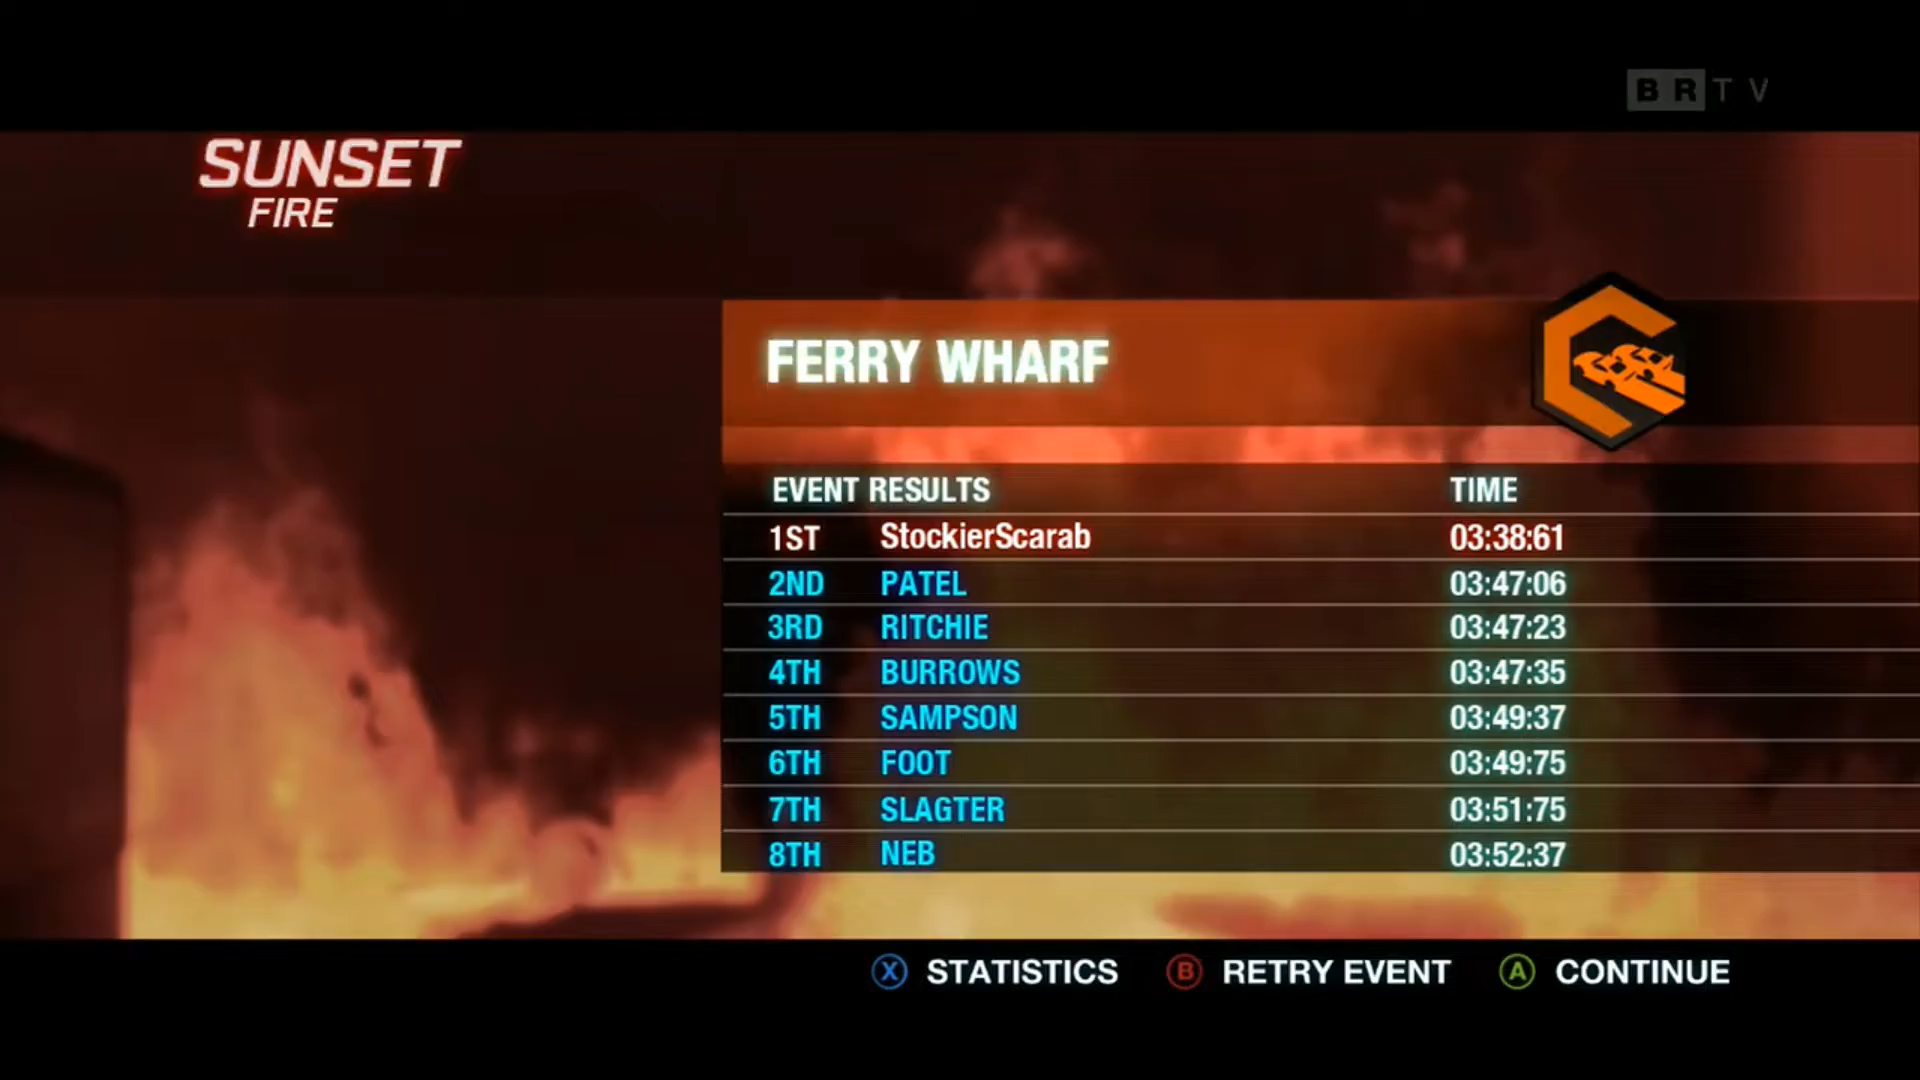 BRTV
SUNSET
FIRE
FERRY WHARF
EVENT RESULTS TIME
1ST StockierScarab 03:38:61
2ND PATEL 03:47:06
3RD RITCHIE 03:47:23
4TH BURROWS 03:47:35
5TH SAMPSON 03:49:37
6TH FOOT 03:49:75
7TH SLAGTER 03:51:75
8TH NEB 03:52:37
X STATISTICS B RETRY EVENT A CONTINUE